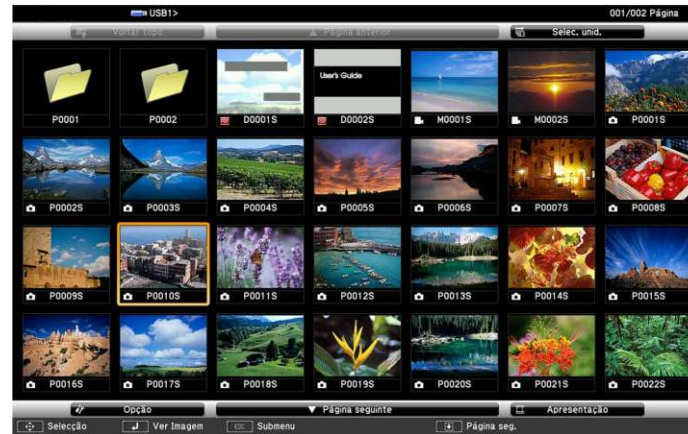 USB1> 001/002 Página
Voltar topo Página anterior Selec. unid.
User's Guide
P0001 P0002 D0001S D0002S M0001S M0002S P0001S
P0002S P0003S P0004S P0005S P0006S P0007S P0008S
P0009S P0010S P0011S P0012S P0013S P0014S P0015S
P0016S P0017S P0018S P0019S P0020S P0021S P0022S
Opção Página seguinte Apresentação
Selecção Ver Imagem Esc Submenu Página seg.